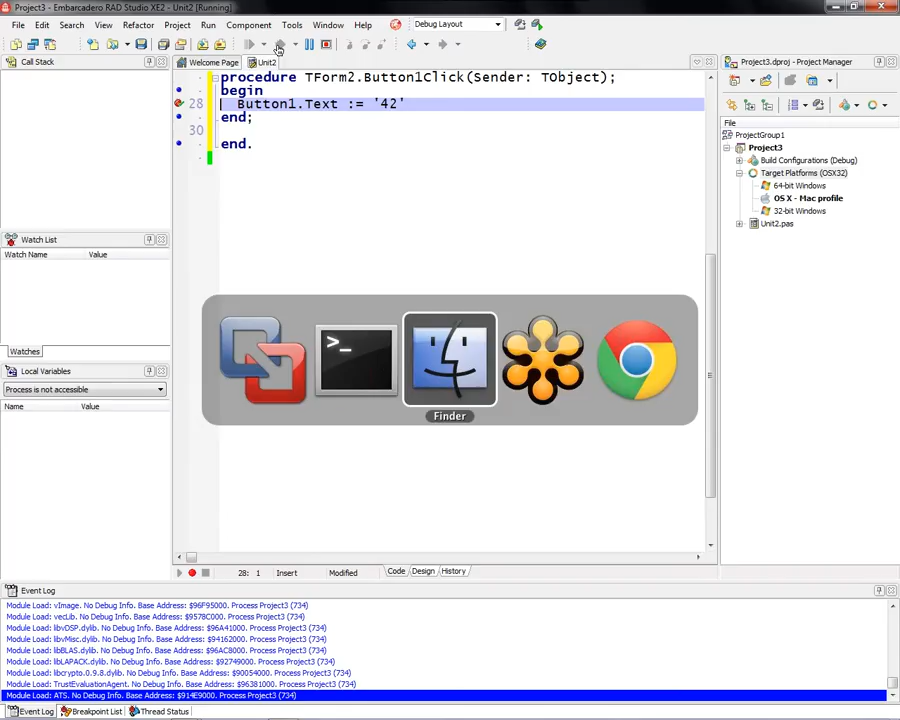 Project3 - Embarcadero RAD Studio XE2 - Unit2 [Running]
File Edit Search View Refactor Project Run Component Tools Window Help Debug Layout
Call Stack
Welcome Page Unit2
procedure TForm2.Button1Click(Sender: TObject);
begin
28 Button1.Text := '42'
end;
30
end.
Watch List
Watch Name Value
Watches
Local Variables
Process is not accessible
Name Value
>_
Finder
28: 1 Insert Modified Code Design History
Project3.dproj - Project Manager
File
ProjectGroup1
Project3
Build Configurations (Debug)
Target Platforms (OSX32)
64-bit Windows
OS X - Mac profile
32-bit Windows
Unit2.pas
Event Log
Module Load: vImage. No Debug Info. Base Address: $96F95000. Process Project3 (734)
Module Load: vecLib. No Debug Info. Base Address: $9578C000. Process Project3 (734)
Module Load: libvDSP.dylib. No Debug Info. Base Address: $96A41000. Process Project3 (734)
Module Load: libvMisc.dylib. No Debug Info. Base Address: $94162000. Process Project3 (734)
Module Load: libBLAS.dylib. No Debug Info. Base Address: $96AC8000. Process Project3 (734)
Module Load: libLAPACK.dylib. No Debug Info. Base Address: $92749000. Process Project3 (734)
Module Load: libcrypto.0.9.8.dylib. No Debug Info. Base Address: $90054000. Process Project3 (734)
Module Load: TrustEvaluationAgent. No Debug Info. Base Address: $96381000. Process Project3 (734)
Module Load: ATS. No Debug Info. Base Address: $914E9000. Process Project3 (734)
Event Log Breakpoint List Thread Status